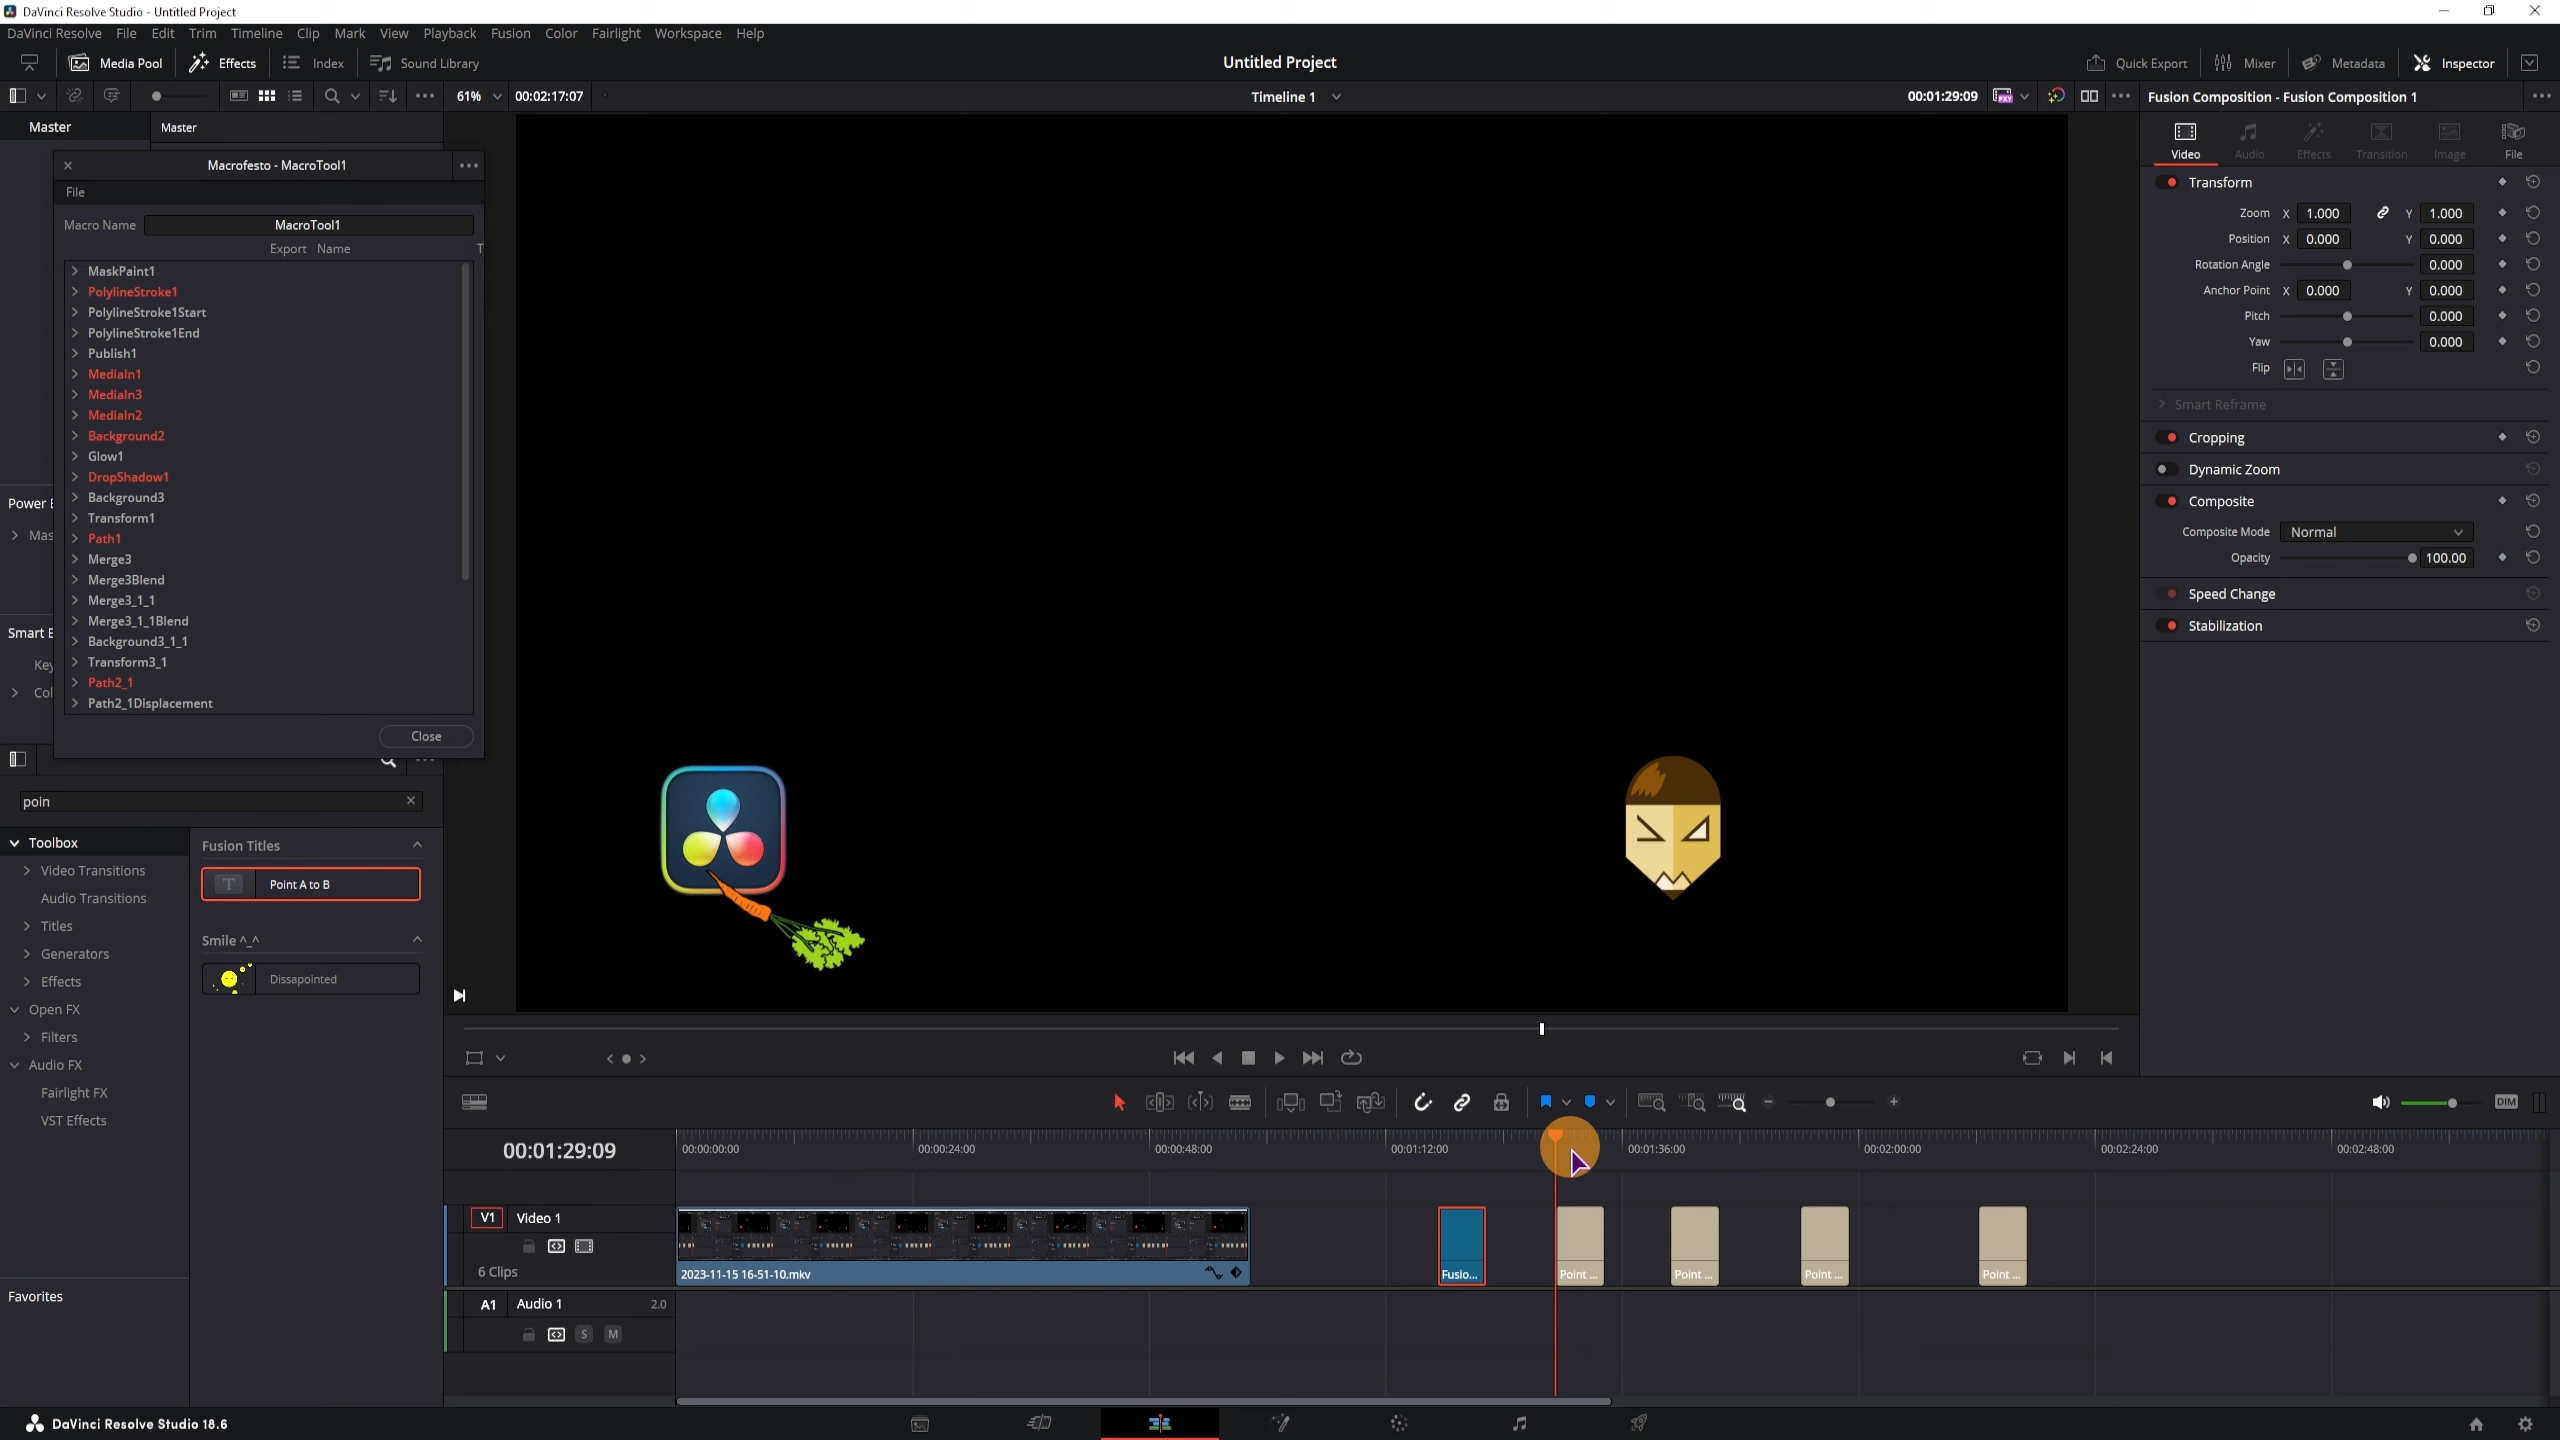 DaVinci Resolve Studio - Untitled Project
DaVinci Resolve File Edit Trim Timeline Clip Mark View Playback Fusion Color Fairlight Workspace Help
Media Pool Effects Index Sound Library Untitled Project Quick Export Mixer Metadata Inspector
61% 00:02:17:07 Timeline 1 00:01:29:09 Fusion Composition - Fusion Composition 1
Master Master
Video Audio Effects Transition Image File
Macrofesto - MacroTool1
File
Macro Name MacroTool1
Export Name T
MaskPaint1
PolylineStroke1
PolylineStroke1Start
PolylineStroke1End
Publish1
MediaIn1
MediaIn3
MediaIn2
Background2
Glow1
DropShadow1
Background3
Transform1
Path1
Merge3
Merge3Blend
Merge3_1_1
Merge3_1_1Blend
Background3_1_1
Transform3_1
Path2_1
Path2_1Displacement
Close
Power
Mas
Smart
Key
Col
Transform
Zoom X 1.000 Y 1.000
Position X 0.000 Y 0.000
Rotation Angle 0.000
Anchor Point X 0.000 Y 0.000
Pitch 0.000
Yaw 0.000
Flip
Smart Reframe
Cropping
Dynamic Zoom
Composite
Composite Mode Normal
Opacity 100.00
Speed Change
Stabilization
poin
Toolbox
Video Transitions
Audio Transitions
Titles
Generators
Effects
Open FX
Filters
Audio FX
Fairlight FX
VST Effects
Favorites
Fusion Titles
T Point A to B
Smile ^_^
Dissapointed
DIM
00:01:29:09 00:00:00:00 00:00:24:00 00:00:48:00 00:01:12:00 00:01:36:00 00:02:00:00 00:02:24:00 00:02:48:00
V1 Video 1
6 Clips
2023-11-15 16-51-10.mkv Fusio... Point ... Point ... Point ... Point ...
A1 Audio 1 2.0
S M
DaVinci Resolve Studio 18.6